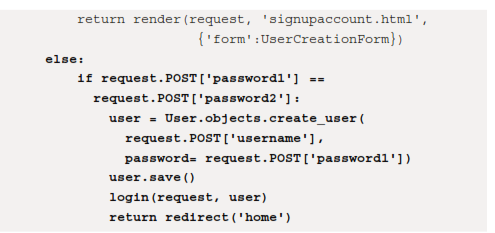 return render(request, 'signupaccount.html',
{'form':UserCreationForm})
else:
if request.POST['password1'] ==
request.POST['password2']:
user = User.objects.create_user(
request.POST['username'],
password= request.POST['password1'])
user.save()
login(request, user)
return redirect('home')